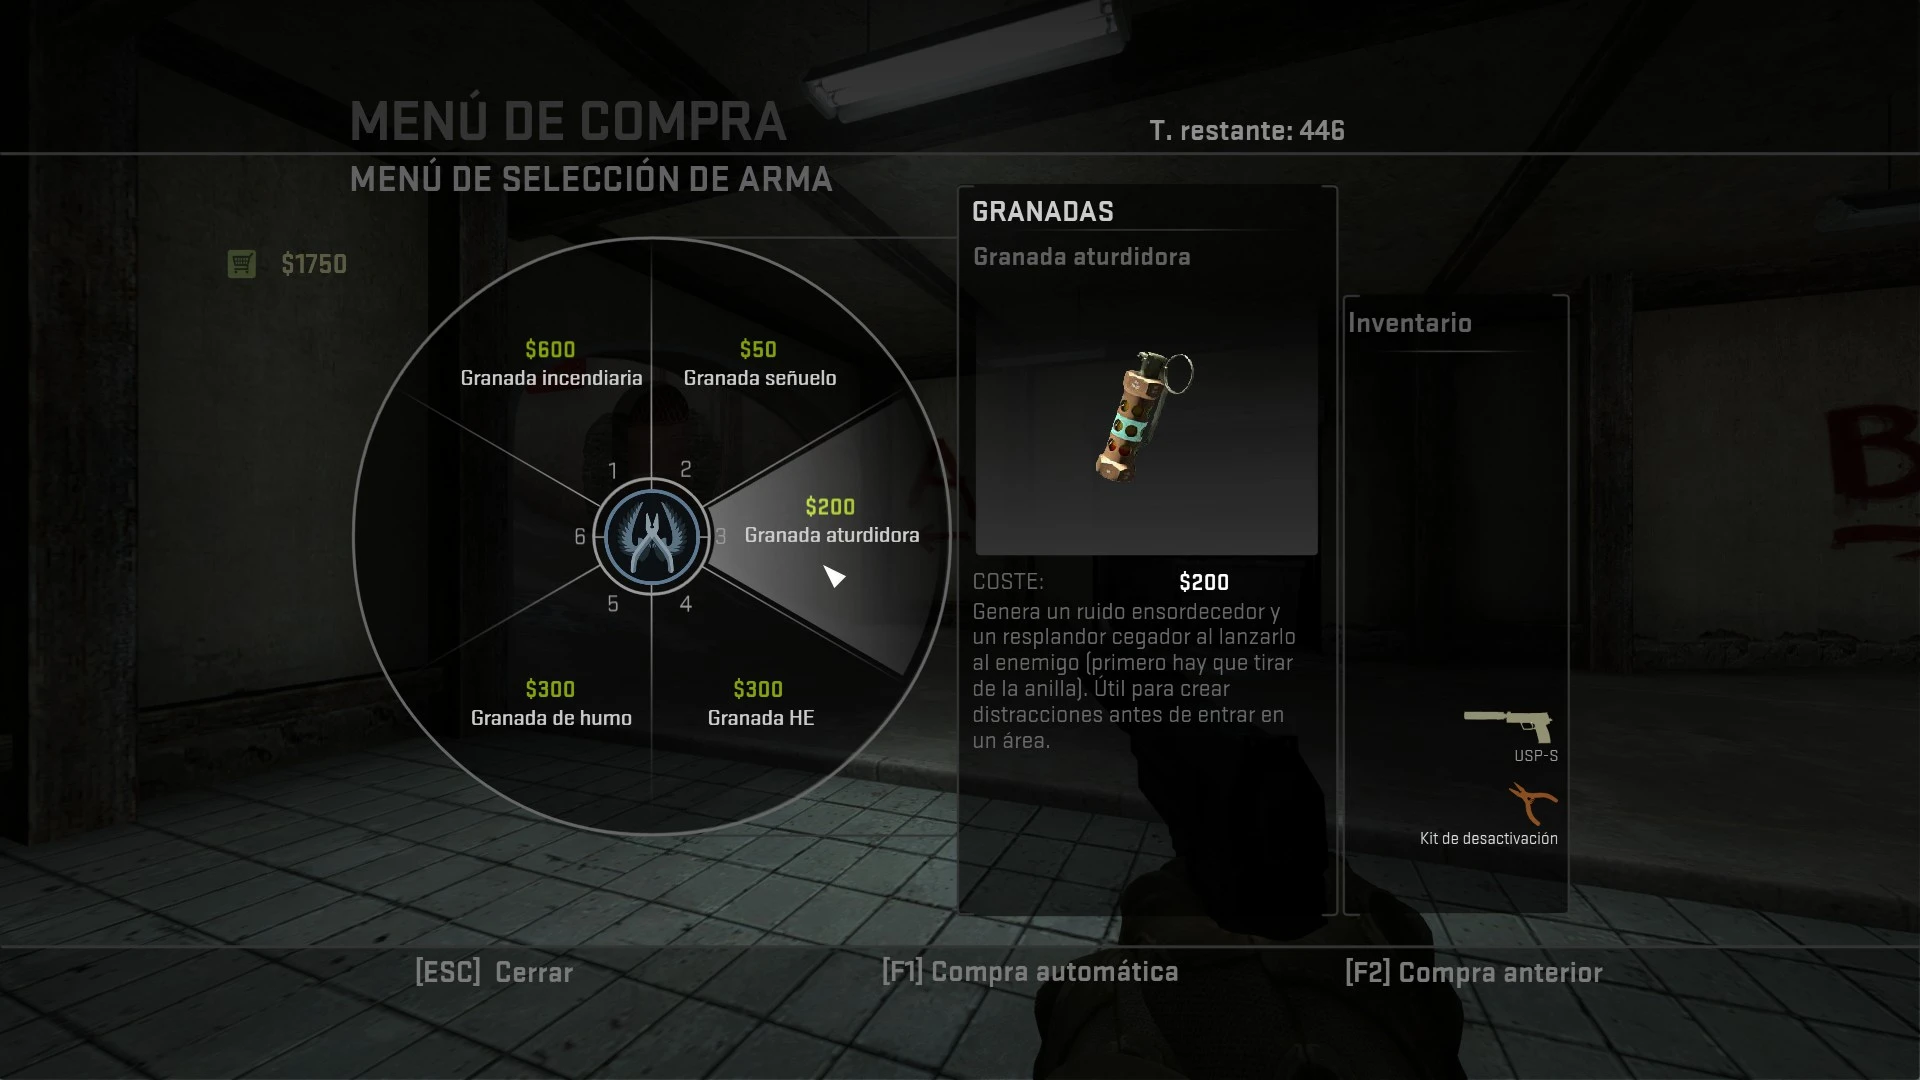 MENÚ DE COMPRA
T. restante: 446
MENÚ DE SELECCIÓN DE ARMA
$1750
$600
Granada incendiaria
$50
Granada señuelo
1
2
$200
Granada aturdidora
6
3
5
4
$300
Granada de humo
$300
Granada HE
GRANADAS
Granada aturdidora
COSTE: $200
Genera un ruido ensordecedor y
un resplandor cegador al lanzarlo
al enemigo (primero hay que tirar
de la anilla). Útil para crear
distracciones antes de entrar en
un área.
Inventario
USP-S
Kit de desactivación
B
[ESC] Cerrar
[F1] Compra automática
[F2] Compra anterior